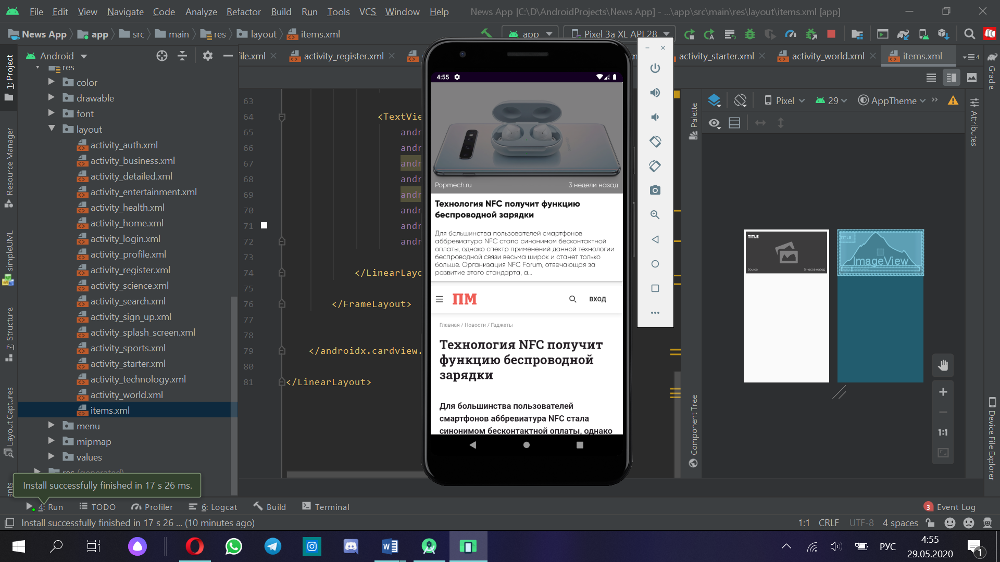 File Edit View Navigate Code Analyze Refactor Build Run Tools VCS Window Help News App [C:\D\AndroidProjects\News App] - ...\app\src\main\res\layout\items.xml [app]
News App app src main res layout items.xml app Pixel 3a XL API 28
Android file.xml activity_register.xml activity_starter.xml activity_world.xml items.xml 4
1: Project
Resource Manager
simpleUML
7: Structure
Layout Captures
res
color
drawable
font
layout
activity_auth.xml
activity_business.xml
activity_detailed.xml
activity_entertainment.xml
activity_health.xml
activity_home.xml
activity_login.xml
activity_profile.xml
activity_register.xml
activity_science.xml
activity_search.xml
activity_sign_up.xml
activity_splash_screen.xml
activity_sports.xml
activity_starter.xml
activity_technology.xml
activity_world.xml
items.xml
menu
mipmap
values
res (generated)
63
64 <TextVie
65 andr
66 andr
67 andr
68 andr
69 andr
70 andr
71 andr
72 andr
73
74 </LinearLayo
75
76 </FrameLayout>
77
78
79 </androidx.cardview.
80
81 </LinearLayout>
4:55
Popmech.ru 3 недели назад
Технология NFC получит функцию
беспроводной зарядки
Для большинства пользователей смартфонов
аббревиатура NFC стала синонимом бесконтактной
оплаты, однако спектр применений данной технологии
беспроводной связи весьма широк и станет только
больше. Организация NFC Forum, отвечающая за
развитие этого стандарта, а...
ПМ ВХОД
Главная / Новости / Гаджеты
Технология NFC получит
функцию беспроводной
зарядки
Для большинства пользователей
смартфонов аббревиатура NFC стала
синонимом бесконтактной оплаты, однако
Palette
Component Tree
Pixel 29 AppTheme
TITLE
Source 5 часов назад
TITLE
ImageView
1:1
Gradle
Attributes
Device File Explorer
Install successfully finished in 17 s 26 ms.
4: Run TODO Profiler 6: Logcat Build Terminal 3 Event Log
Install successfully finished in 17 s 26 ... (10 minutes ago) 1:1 CRLF UTF-8 4 spaces
РУС 4:55
29.05.2020 1